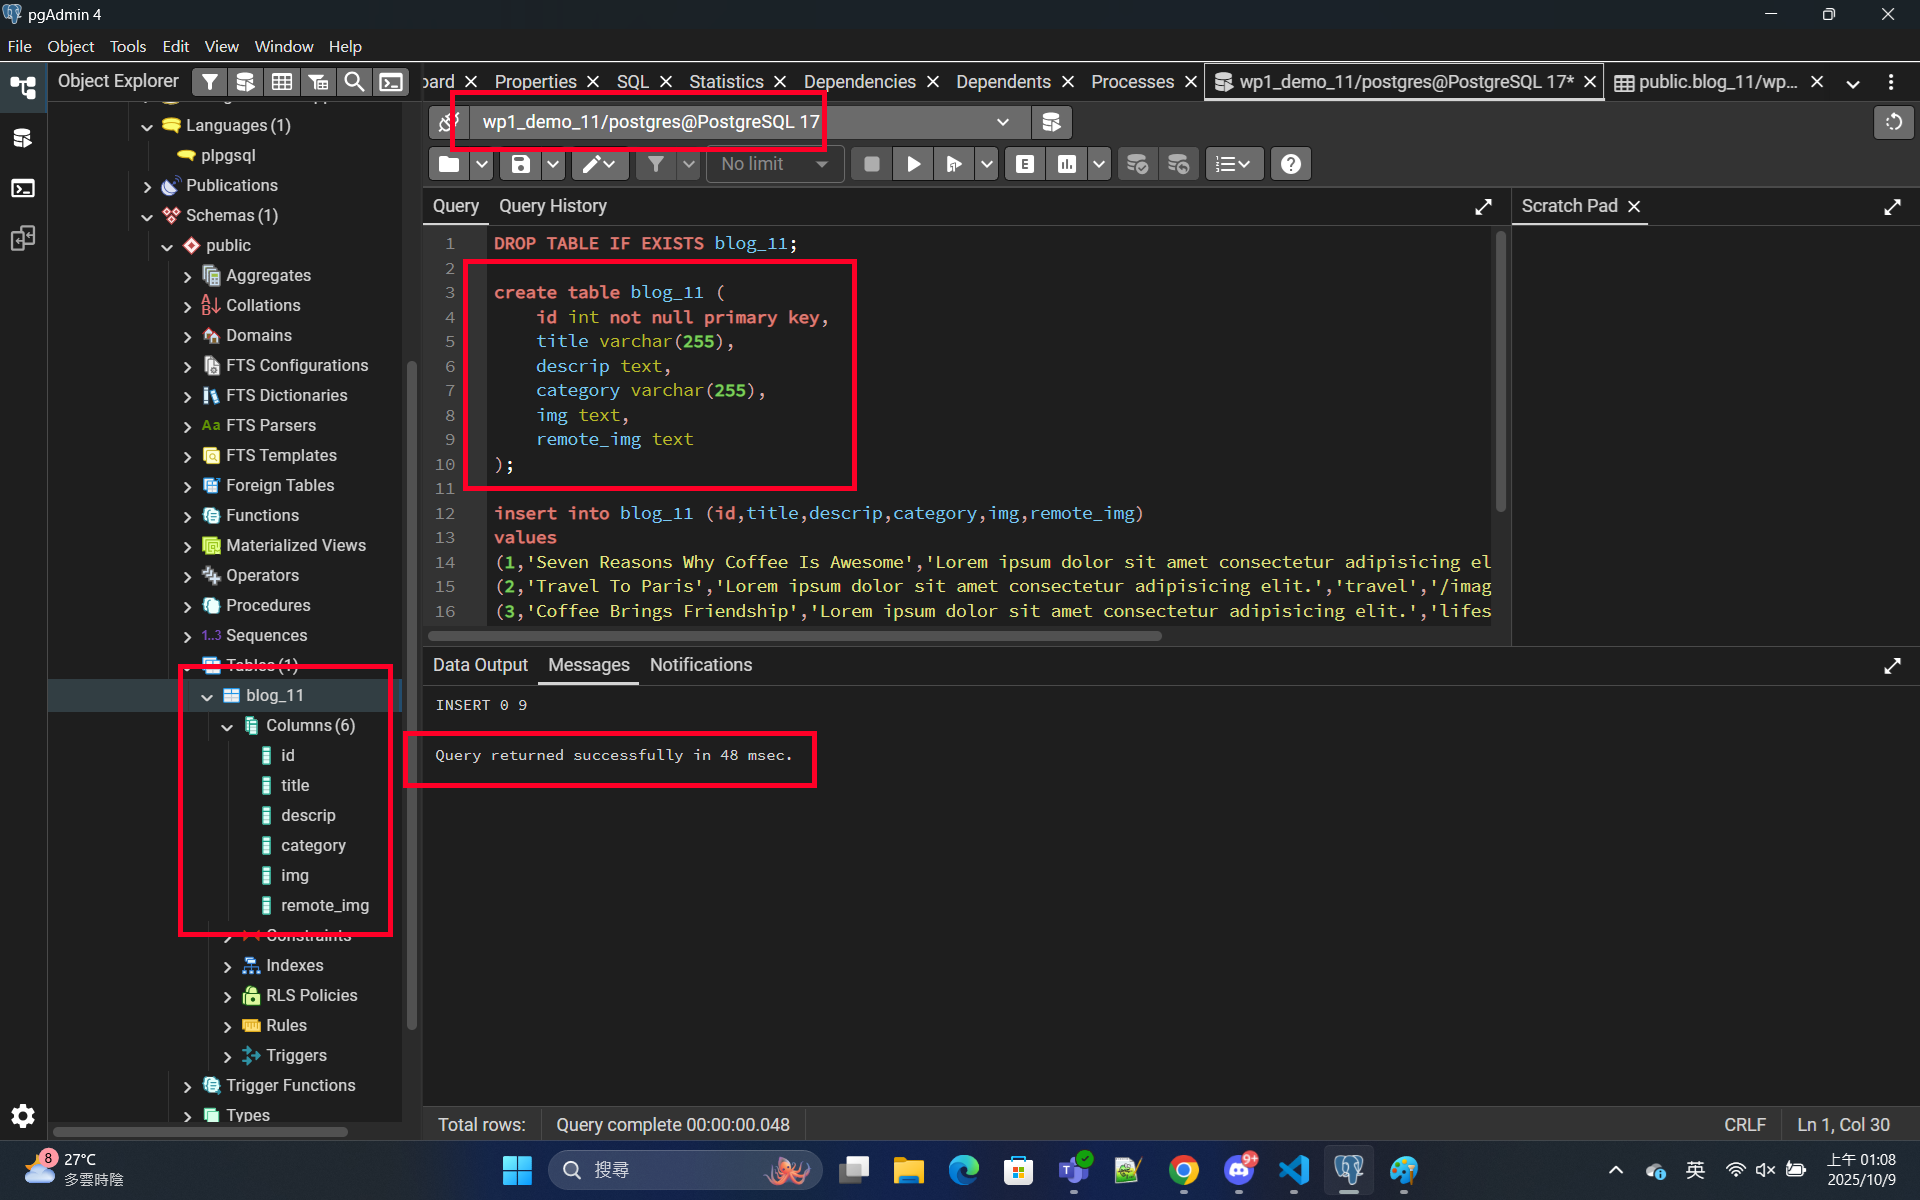 pgAdmin 4
File Object Tools Edit View Window Help
Object Explorer
Languages (1)
plpgsql
Publications
Schemas (1)
public
Aggregates
Collations
Domains
FTS Configurations
FTS Dictionaries
FTS Parsers
FTS Templates
Foreign Tables
Functions
Materialized Views
Operators
Procedures
1..3 Sequences
Tables (1)
blog_11
Columns (6)
id
title
descrip
category
img
remote_img
Constraints
Indexes
RLS Policies
Rules
Triggers
Trigger Functions
Types
oard Properties SQL Statistics Dependencies Dependents Processes wp1_demo_11/postgres@PostgreSQL 17* public.blog_11/wp...
wp1_demo_11/postgres@PostgreSQL 17
No limit
Query Query History
Scratch Pad
1 DROP TABLE IF EXISTS blog_11;
2
3 create table blog_11 (
4 id int not null primary key,
5 title varchar(255),
6 descrip text,
7 category varchar(255),
8 img text,
9 remote_img text
10 );
11
12 insert into blog_11 (id,title,descrip,category,img,remote_img)
13 values
14 (1,'Seven Reasons Why Coffee Is Awesome','Lorem ipsum dolor sit amet consectetur adipisicing el
15 (2,'Travel To Paris','Lorem ipsum dolor sit amet consectetur adipisicing elit.','travel','/imag
16 (3,'Coffee Brings Friendship','Lorem ipsum dolor sit amet consectetur adipisicing elit.','lifes
Data Output Messages Notifications
INSERT 0 9
Query returned successfully in 48 msec.
Total rows: Query complete 00:00:00.048
CRLF Ln 1, Col 30
8
27°C
多雲時陰
搜尋
9+
英
上午 01:08
2025/10/9